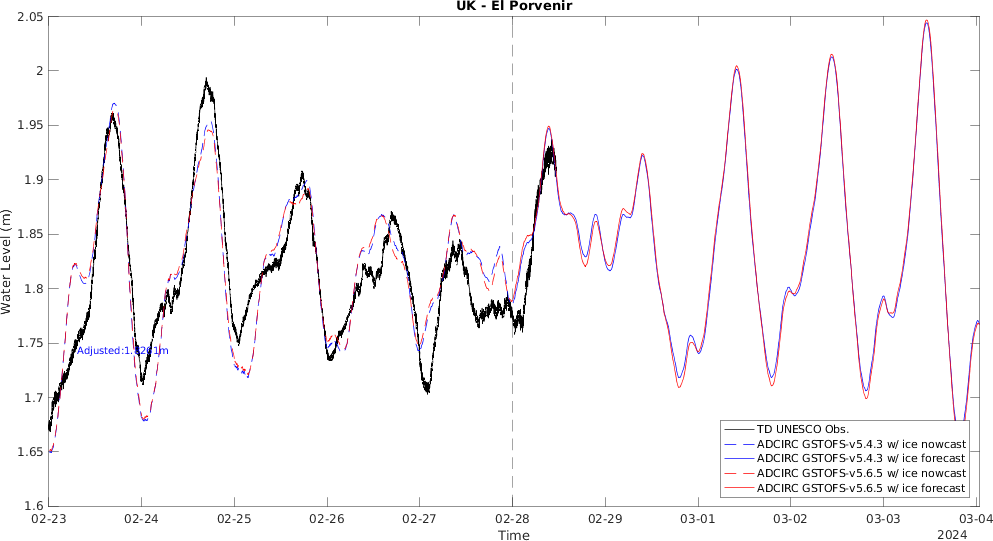 UK - El Porvenir
2.05
2
1.95
1.9
1.85
1.8
1.75
1.7
1.65
1.6
Water Level (m)
TD UNESCO Obs.
ADCIRC GSTOFS-v5.4.3 w/ ice nowcast
ADCIRC GSTOFS-v5.4.3 w/ ice forecast
ADCIRC GSTOFS-v5.6.5 w/ ice nowcast
ADCIRC GSTOFS-v5.6.5 w/ ice forecast
02-23 02-24 02-25 02-26 02-27 02-28 02-29 03-01 03-02 03-03 03-04
Time
2024